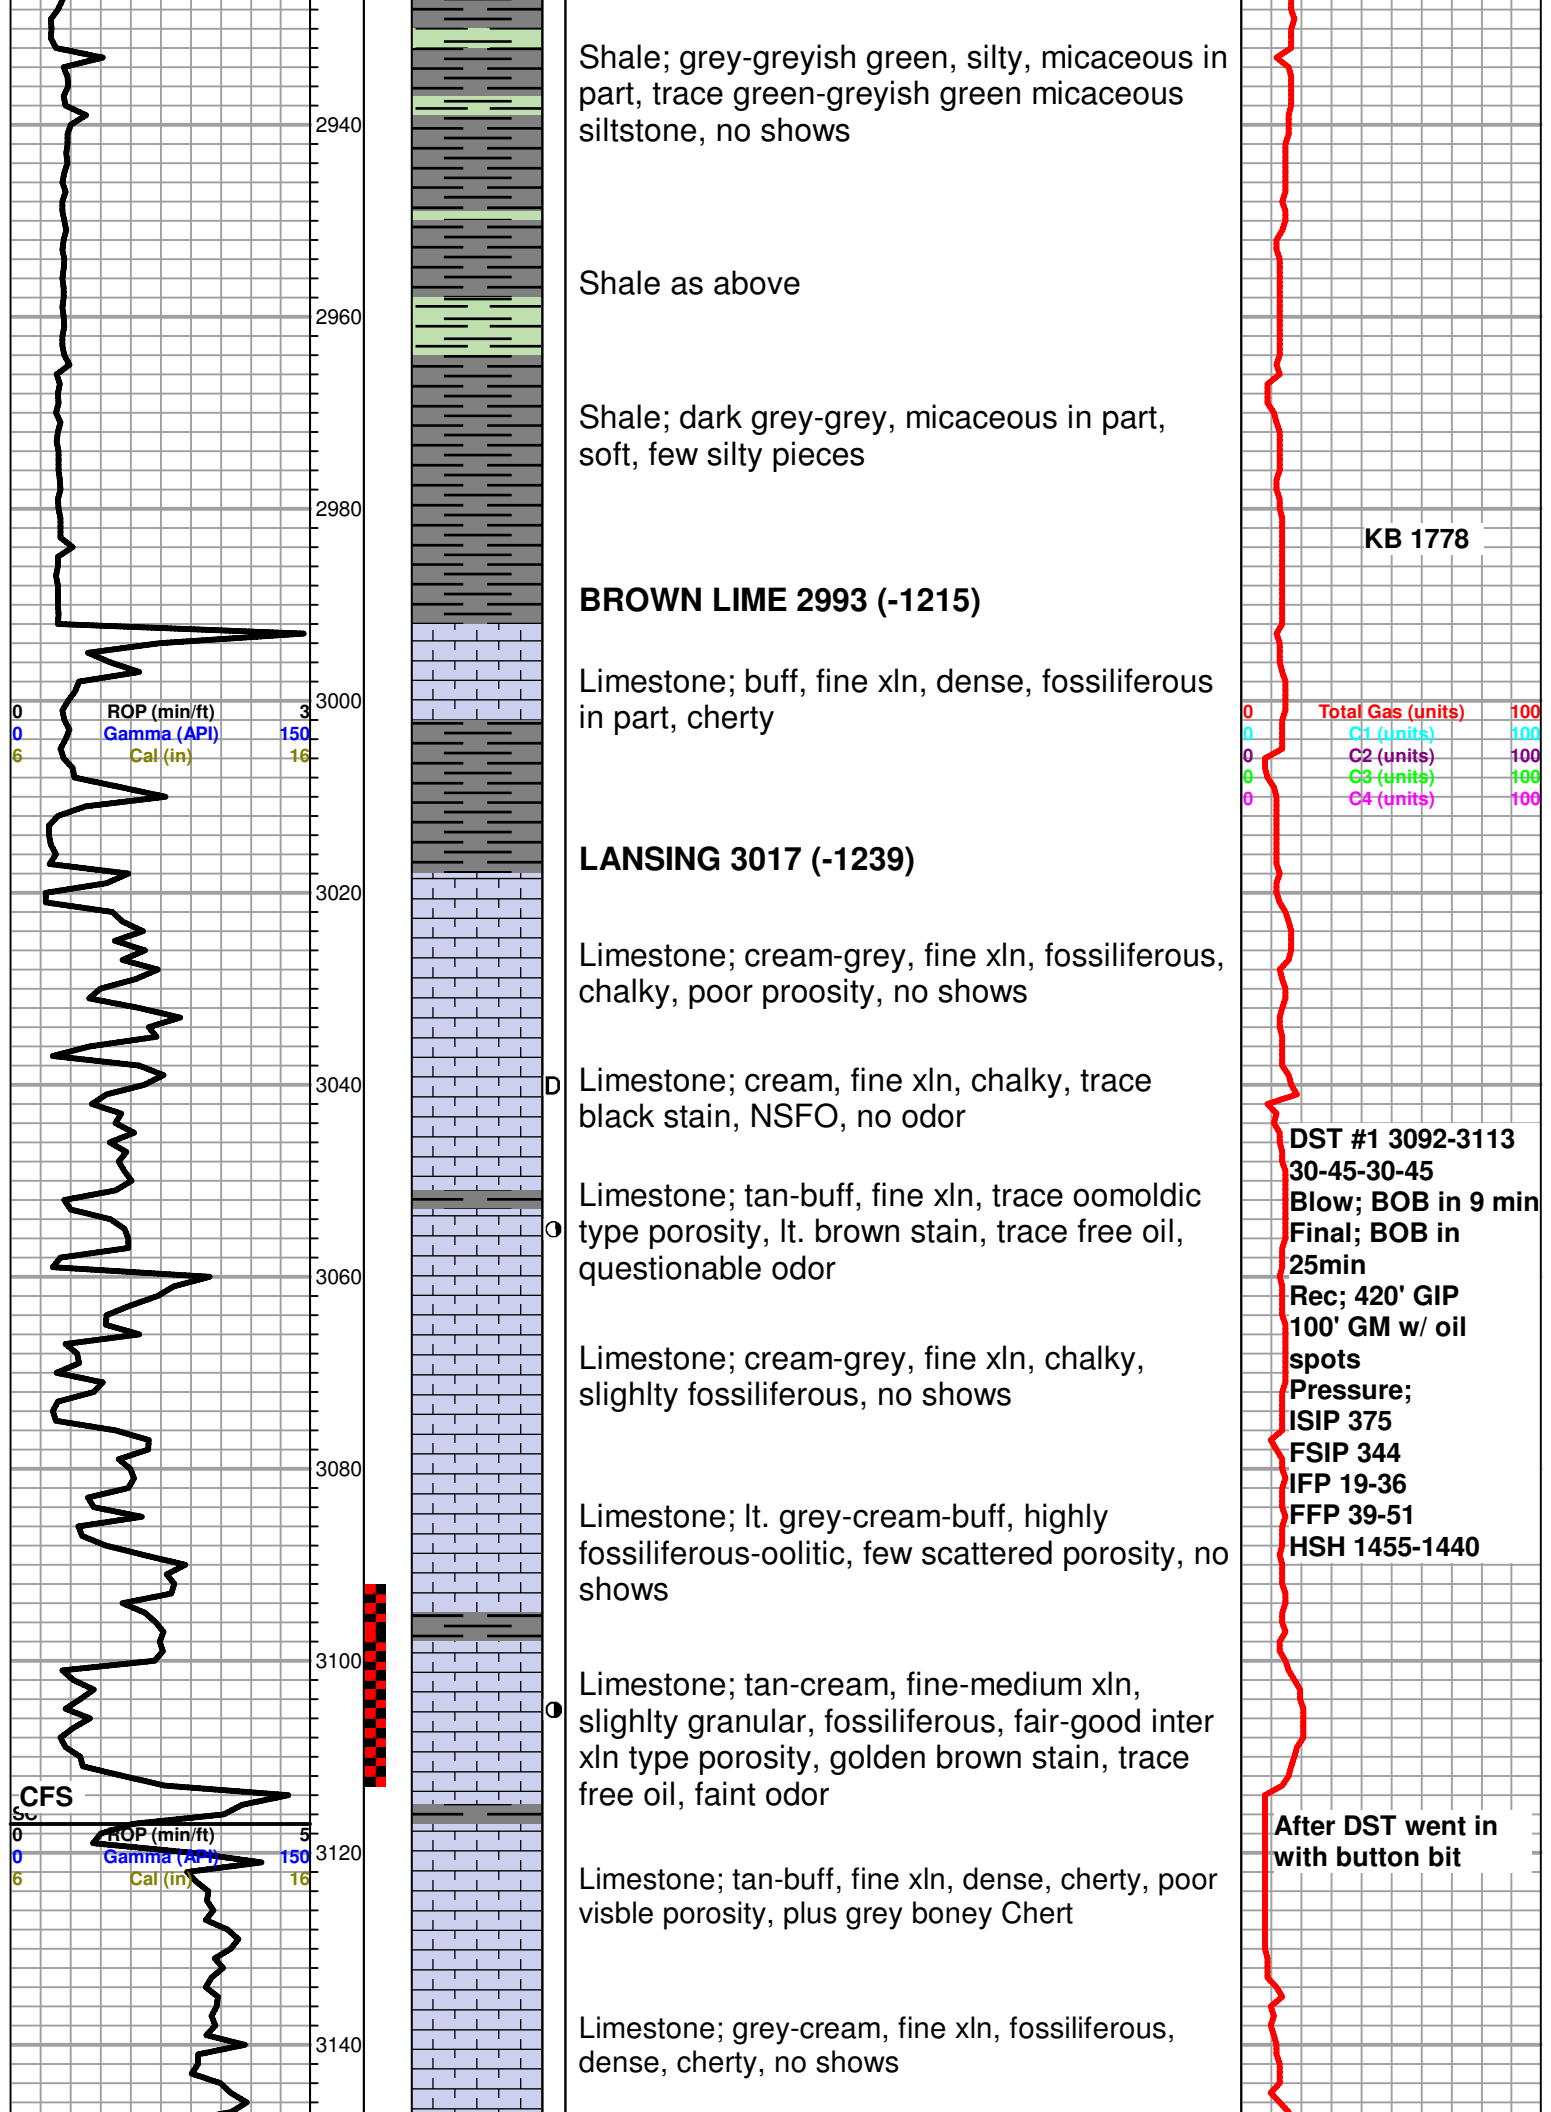 Shale; grey-greyish green, silty, micaceous in
part, trace green-greyish green micaceous
siltstone, no shows
2940
Shale as above
2960
Shale; dark grey-grey, micaceous in part,
soft, few silty pieces
2980
KB 1778
BROWN LIME 2993 (-1215)
Limestone; buff, fine xln, dense, fossiliferous
in part, cherty
3000
0 ROP (min/ft) 3
0 Gamma (API) 150
6 Cal (in) 16
0 Total Gas (units) 100
0 C1 (units) 100
0 C2 (units) 100
0 C3 (units) 100
0 C4 (units) 100
LANSING 3017 (-1239)
3020
Limestone; cream-grey, fine xln, fossiliferous,
chalky, poor proosity, no shows
3040
D
Limestone; cream, fine xln, chalky, trace
black stain, NSFO, no odor
DST #1 3092-3113
30-45-30-45
Blow; BOB in 9 min
Final; BOB in
25min
Rec; 420' GIP
100' GM w/ oil
spots
Pressure;
ISIP 375
FSIP 344
IFP 19-36
FFP 39-51
HSH 1455-1440
Limestone; tan-buff, fine xln, trace oomoldic
type porosity, lt. brown stain, trace free oil,
questionable odor
3060
Limestone; cream-grey, fine xln, chalky,
slighlty fossiliferous, no shows
3080
Limestone; lt. grey-cream-buff, highly
fossiliferous-oolitic, few scattered porosity, no
shows
3100
Limestone; tan-cream, fine-medium xln,
slighlty granular, fossiliferous, fair-good inter
xln type porosity, golden brown stain, trace
free oil, faint odor
CFS
0 ROP (min/ft) 5
0 Gamma (API) 150
6 Cal (in) 16
3120
After DST went in
with button bit
Limestone; tan-buff, fine xln, dense, cherty, poor
visble porosity, plus grey boney Chert
Limestone; grey-cream, fine xln, fossiliferous,
dense, cherty, no shows
3140